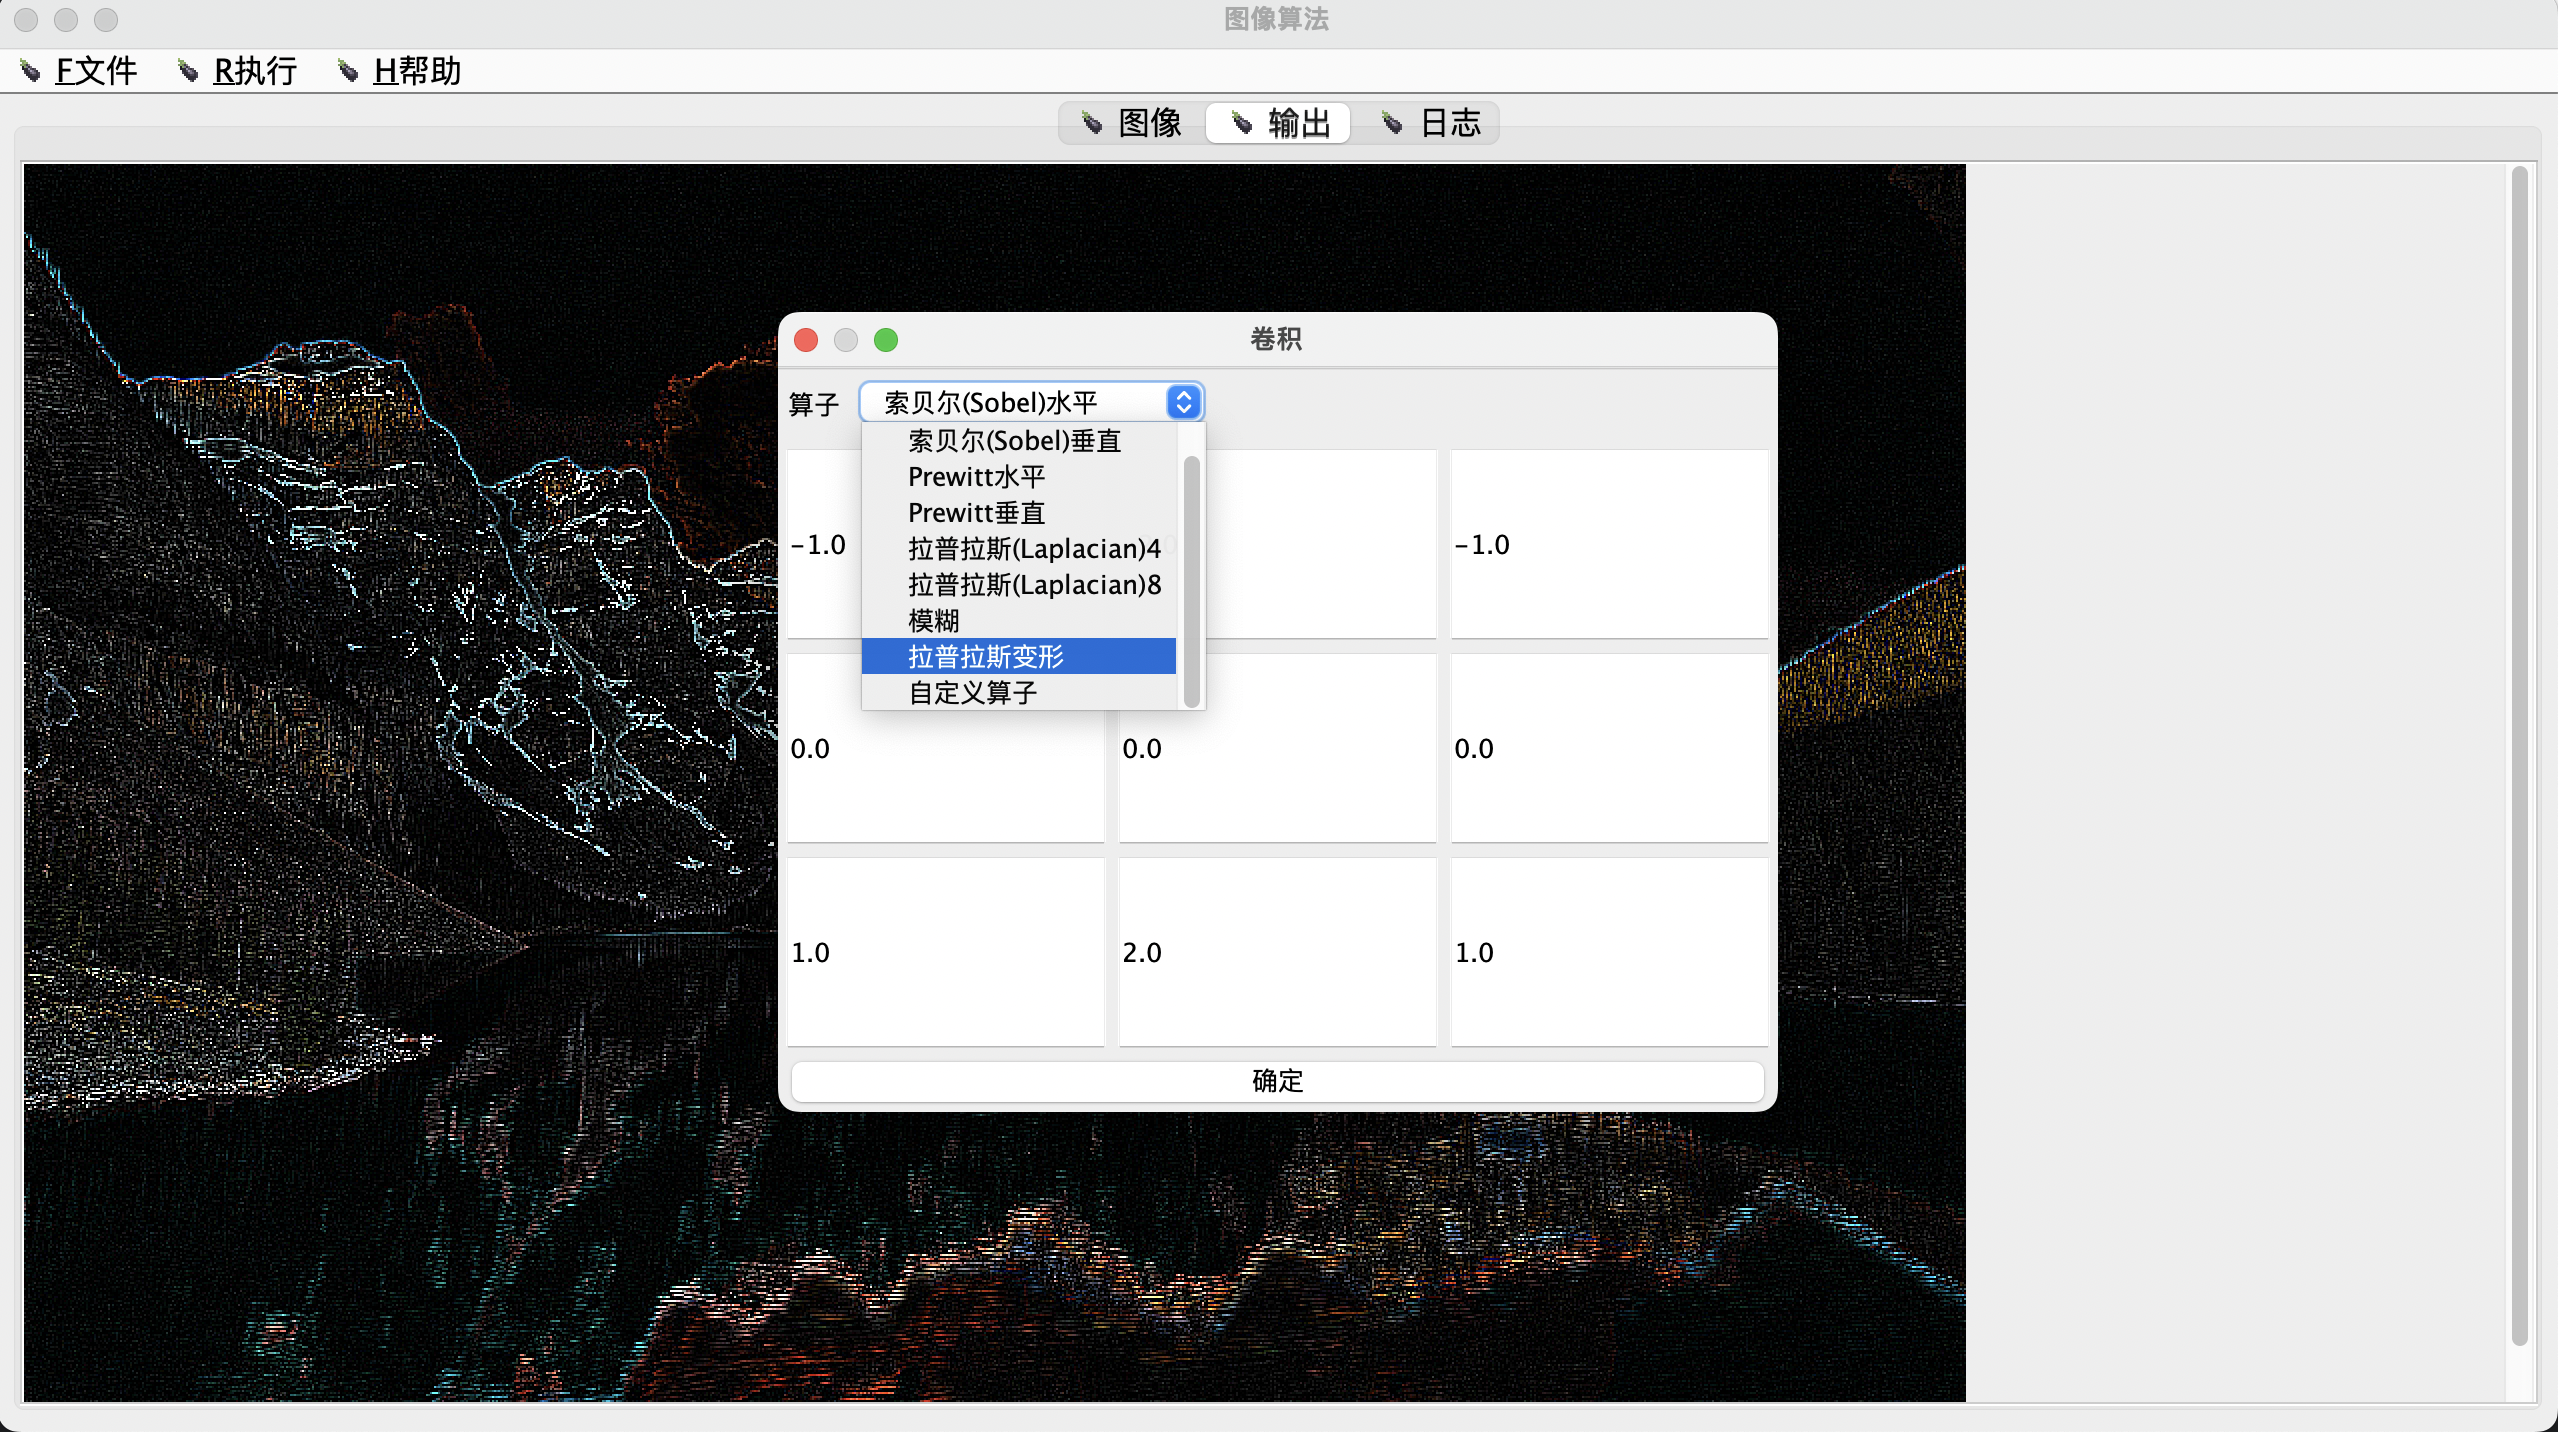 图像算法
F文件 R执行 H帮助
图像 输出 日志
卷积
算子 索贝尔(Sobel)水平
索贝尔(Sobel)垂直
Prewitt水平
Prewitt垂直
拉普拉斯(Laplacian)4
拉普拉斯(Laplacian)8
模糊
拉普拉斯变形
自定义算子
-1.0 -1.0
0.0 0.0 0.0
1.0 2.0 1.0
确定